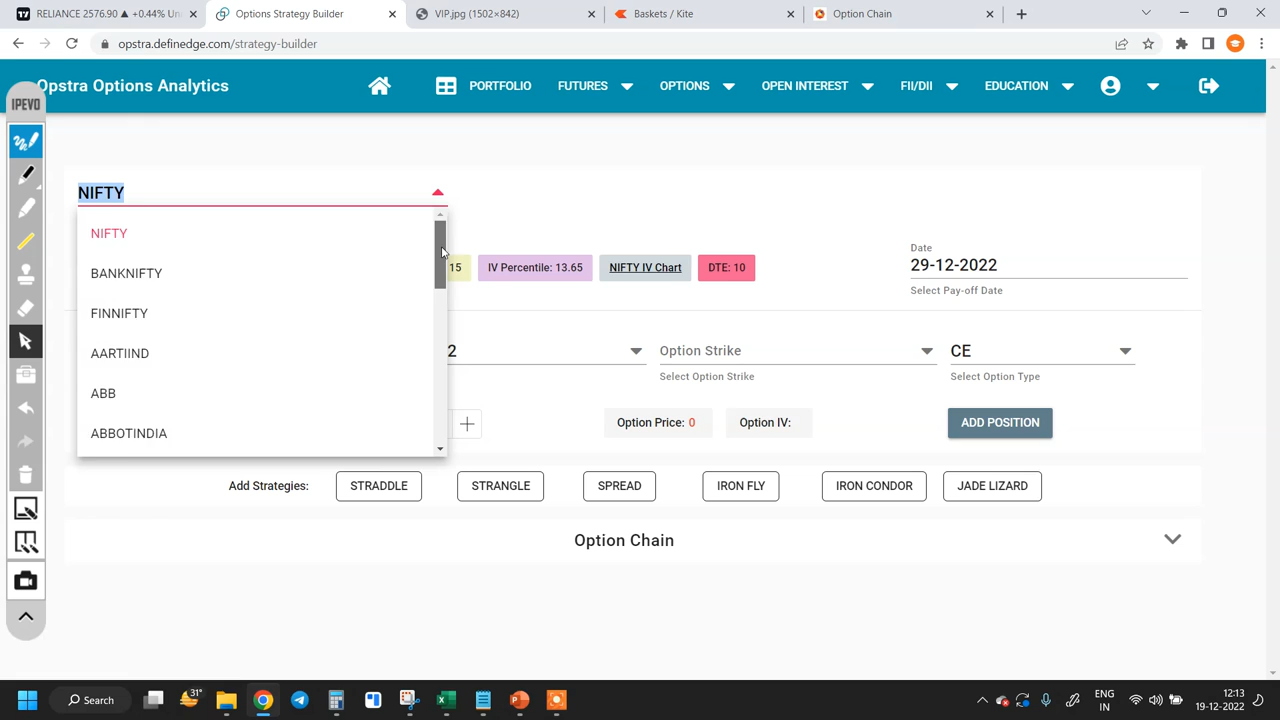 RELIANCE 2576.90 ▲ +0.44% Un
Options Strategy Builder
VIP.jpg (1502×842)
Baskets / Kite
Option Chain
opstra.definedge.com/strategy-builder
Opstra Options Analytics
PORTFOLIO
FUTURES
OPTIONS
OPEN INTEREST
FII/DII
EDUCATION
IPEVO
NIFTY
NIFTY
BANKNIFTY
FINNIFTY
AARTIIND
ABB
ABBOTINDIA
15
IV Percentile: 13.65
NIFTY IV Chart
DTE: 10
Date
29-12-2022
Select Pay-off Date
2
Option Strike
Select Option Strike
CE
Select Option Type
Option Price: 0
Option IV:
ADD POSITION
Add Strategies:
STRADDLE
STRANGLE
SPREAD
IRON FLY
IRON CONDOR
JADE LIZARD
Option Chain
Search
31°
ENG
IN
12:13
19-12-2022